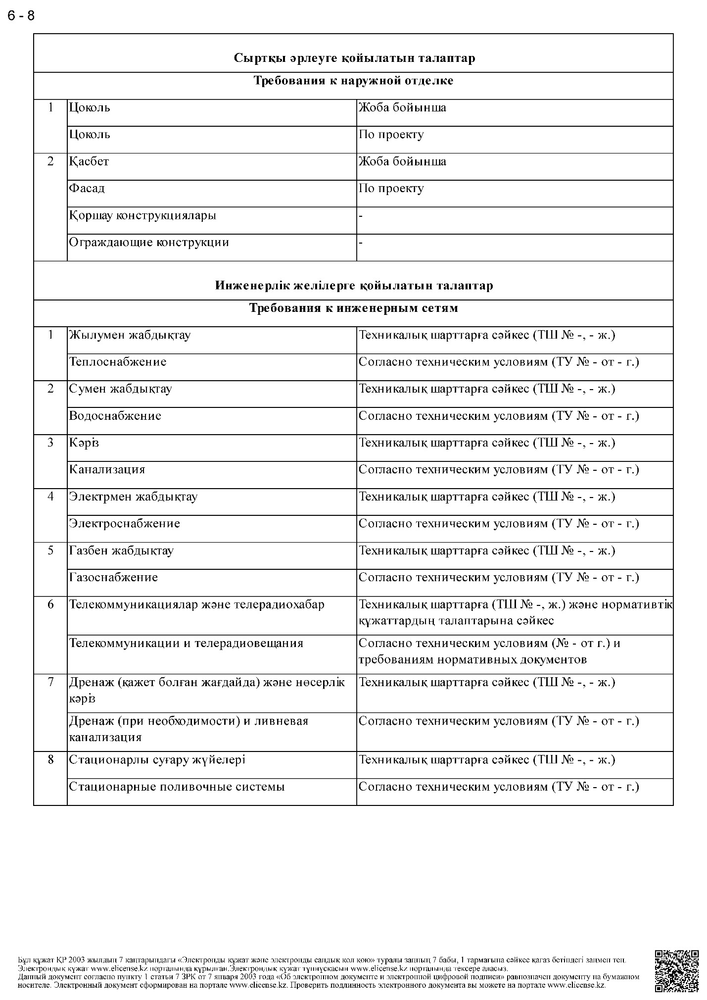 6 - 8
Сыртқы әрлеуге қойылатын талаптар
Требования к наружной отделке
1 Цоколь Жоба бойынша
Цоколь По проекту
2 Қасбет Жоба бойынша
Фасад По проекту
Қоршау конструкциялары -
Ограждающие конструкции -
Инженерлік желілерге қойылатын талаптар
Требования к инженерным сетям
1 Жылумен жабдықтау Техникалық шарттарға сәйкес (ТШ № -, - ж.)
Теплоснабжение Согласно техническим условиям (ТУ № - от - г.)
2 Сумен жабдықтау Техникалық шарттарға сәйкес (ТШ № -, - ж.)
Водоснабжение Согласно техническим условиям (ТУ № - от - г.)
3 Кәріз Техникалық шарттарға сәйкес (ТШ № -, - ж.)
Канализация Согласно техническим условиям (ТУ № - от - г.)
4 Электрмен жабдықтау Техникалық шарттарға сәйкес (ТШ № -, - ж.)
Электроснабжение Согласно техническим условиям (ТУ № - от - г.)
5 Газбен жабдықтау Техникалық шарттарға сәйкес (ТШ № -, - ж.)
Газоснабжение Согласно техническим условиям (ТУ № - от - г.)
6 Телекоммуникациялар және телерадиохабар Техникалық шарттарға (ТШ № -, ж.) және нормативтік
құжаттардың талаптарына сәйкес
Телекоммуникации и телерадиовещания Согласно техническим условиям (№ - от г.) и
требованиям нормативных документов
7 Дренаж (қажет болған жағдайда) және нөсерлік Техникалық шарттарға сәйкес (ТШ № -, - ж.)
кәріз
Дренаж (при необходимости) и ливневая Согласно техническим условиям (ТУ № - от - г.)
канализация
8 Стационарлы суғару жүйелері Техникалық шарттарға сәйкес (ТШ № -, - ж.)
Стационарные поливочные системы Согласно техническим условиям (ТУ № - от - г.)
Бұл құжат ҚР 2003 жылдың 7 қаңтарындағы «Электронды құжат және электронды сандық қол қою» туралы заңның 7 бабы, 1 тармағына сәйкес қағаз бетіндегі заңмен тең.
Электрондық құжат www.elicense.kz порталында құрылған.Электрондық құжат түпнұсқасын www.elicense.kz порталында тексере аласыз.
Данный документ согласно пункту 1 статьи 7 ЗРК от 7 января 2003 года «Об электронном документе и электронной цифровой подписи» равнозначен документу на бумажном
носителе. Электронный документ сформирован на портале www.elicense.kz. Проверить подлинность электронного документа вы можете на портале www.elicense.kz.